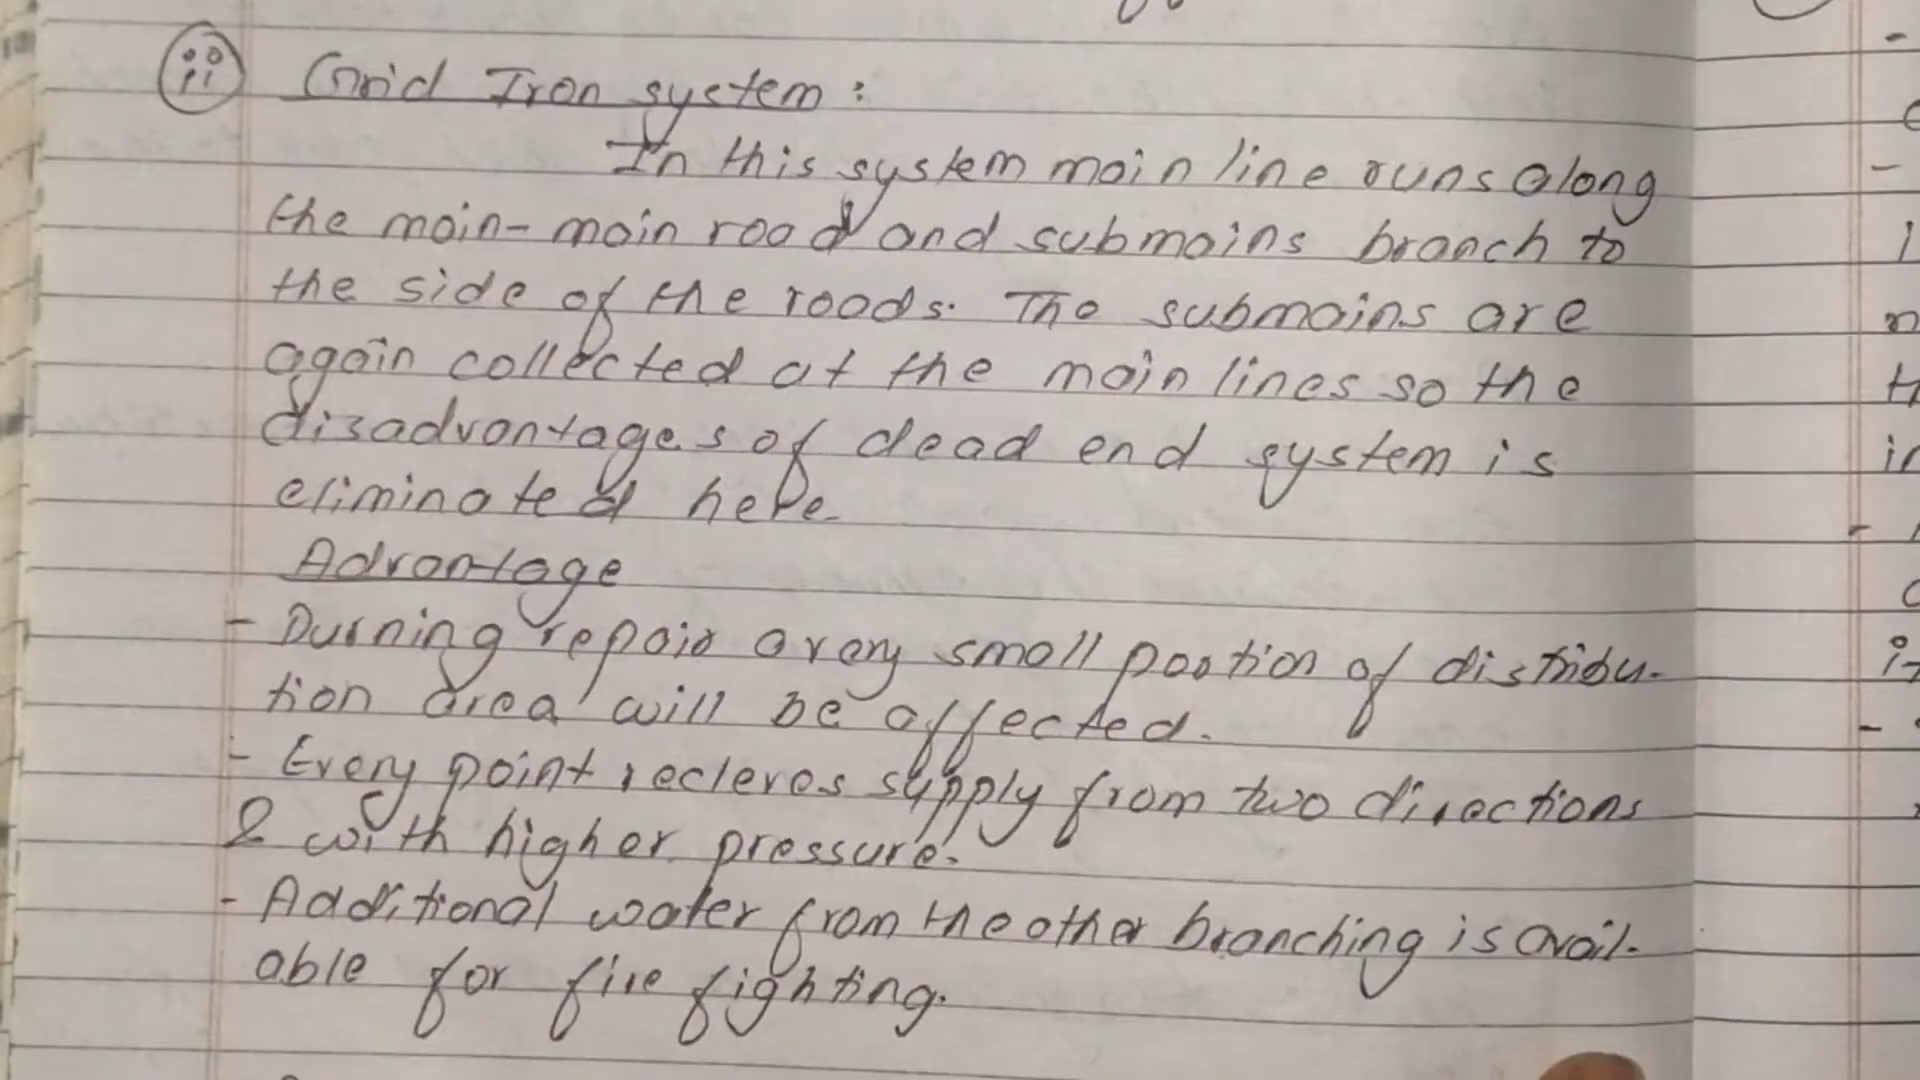 ii Grid Iron system :
In this system main line runs along
the main-main road and submains branch to
the side of the roads. The submains are
again collected at the main lines so the
disadvantages of dead end system is
eliminated here
Advantage
- Durning repair a very small portion of distribu-
tion area will be affected.
- Every point recieves supply from two directions
& with higher pressure.
- Additional water from the other branching is avail-
able for fire fighting.